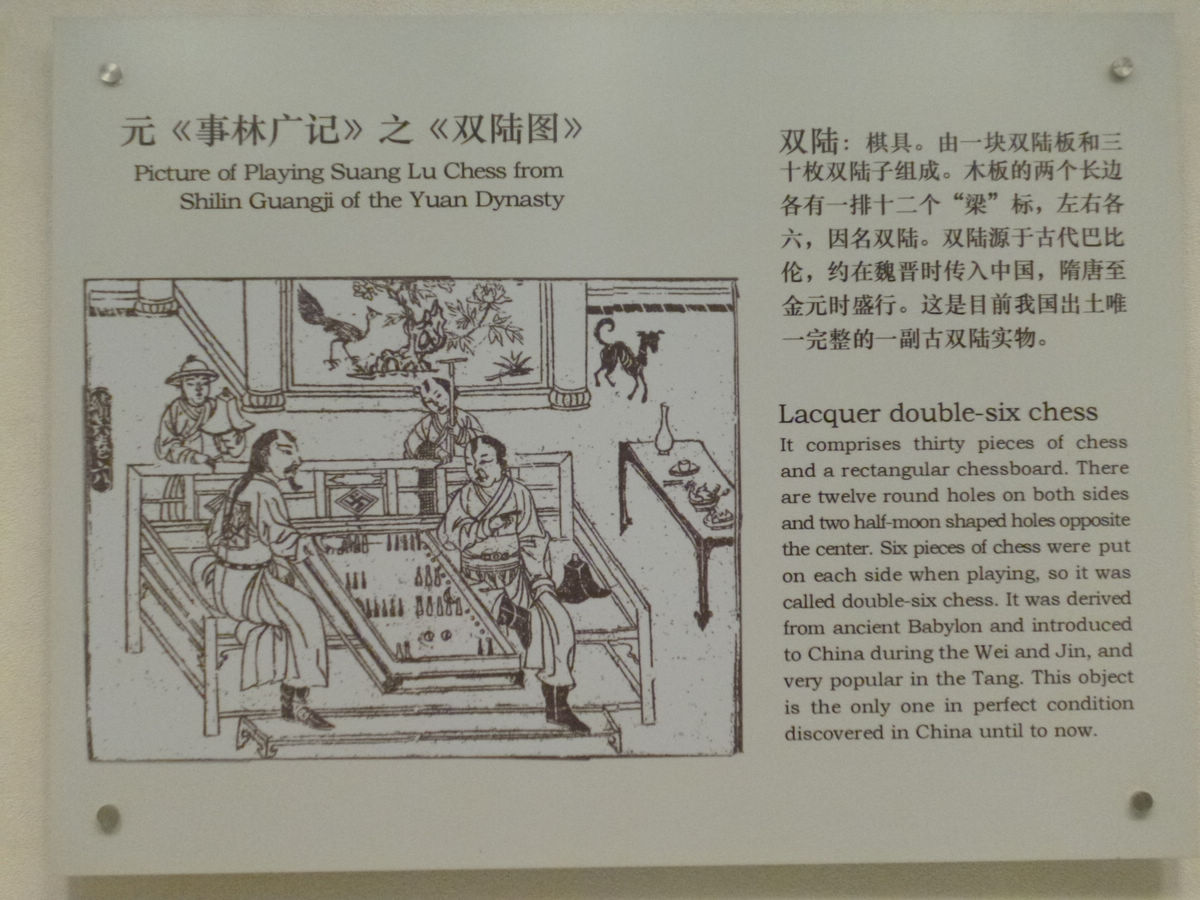 元《事林广记》之《双陆图》
Picture of Playing Suang Lu Chess from
Shilin Guangji of the Yuan Dynasty
双陆：棋具。由一块双陆板和三
十枚双陆子组成。木板的两个长边
各有一排十二个“梁”标，左右各
六，因名双陆。双陆源于古代巴比
伦，约在魏晋时传入中国，隋唐至
金元时盛行。这是目前我国出土唯
一完整的一副古双陆实物。
Lacquer double-six chess
It comprises thirty pieces of chess
and a rectangular chessboard. There
are twelve round holes on both sides
and two half-moon shaped holes opposite
the center. Six pieces of chess were put
on each side when playing, so it was
called double-six chess. It was derived
from ancient Babylon and introduced
to China during the Wei and Jin, and
very popular in the Tang. This object
is the only one in perfect condition
discovered in China until to now.